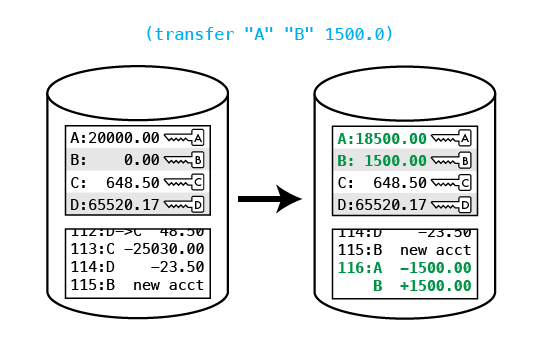 (transfer "A" "B" 1500.0)
A:20000.00 A
B: 0.00 B
C: 648.50 C
D:65520.17 D
112:D->C 48.50
113:C -25030.00
114:D -23.50
115:B new acct
A:18500.00 A
B: 1500.00 B
C: 648.50 C
D:65520.17 D
114:D -23.50
115:B new acct
116:A -1500.00
B +1500.00